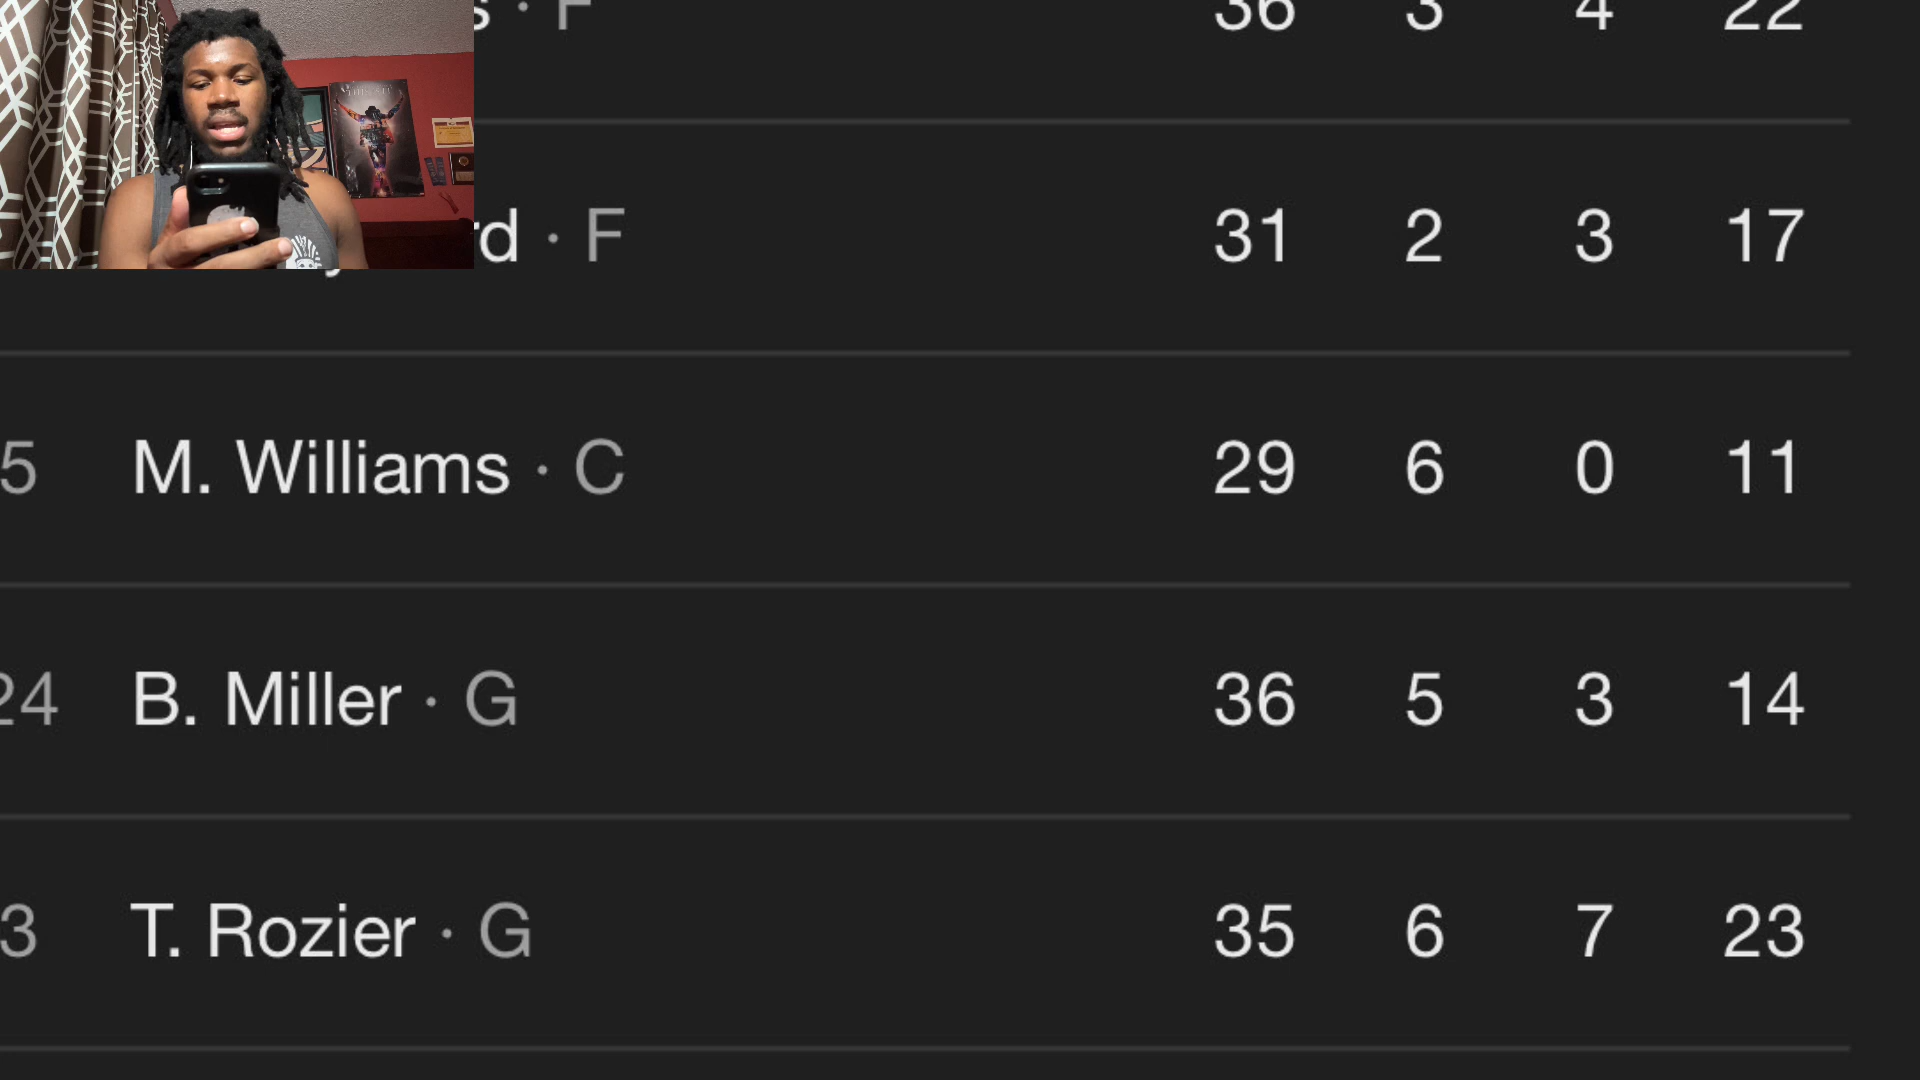 · F 36 3 4 22
· F 31 2 3 17
5 M. Williams · C 29 6 0 11
24 B. Miller · G 36 5 3 14
3 T. Rozier · G 35 6 7 23